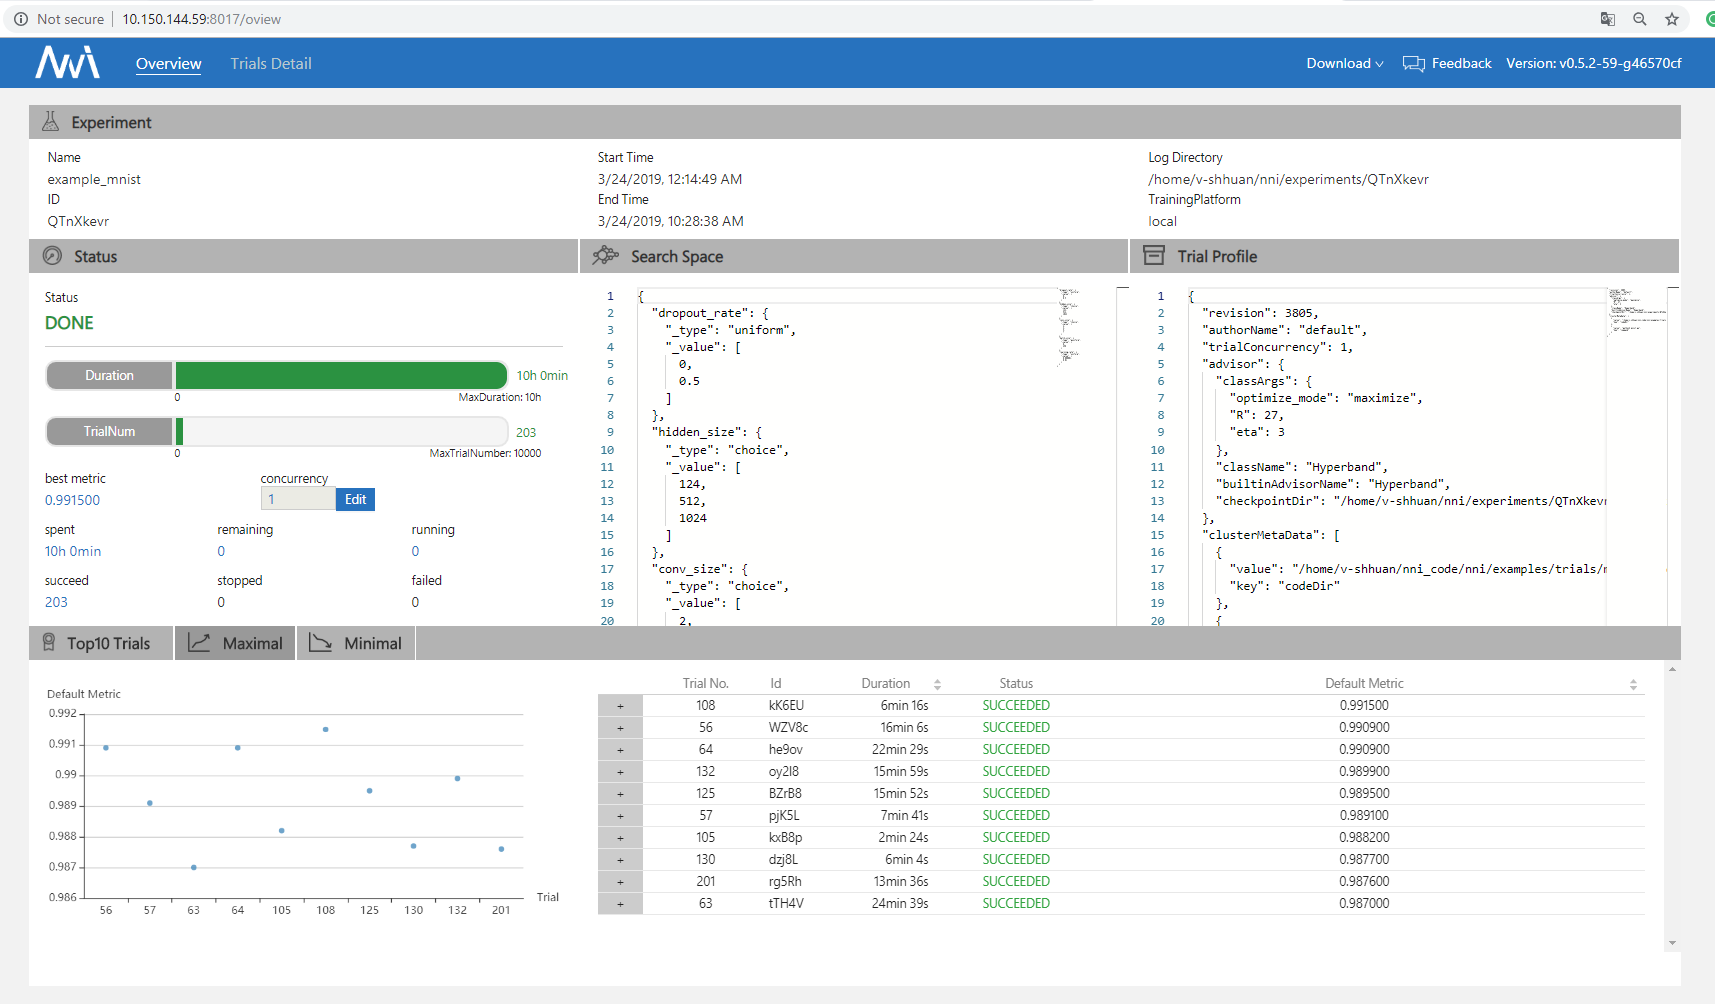 Not secure | 10.150.144.59:8017/oview
Overview Trials Detail Download Feedback Version: v0.5.2-59-g46570cf
Experiment
Name Start Time Log Directory
example_mnist 3/24/2019, 12:14:49 AM /home/v-shhuan/nni/experiments/QTnXkevr
ID End Time TrainingPlatform
QTnXkevr 3/24/2019, 10:28:38 AM local
Status Search Space Trial Profile
Status
DONE
Duration 10h 0min
0 MaxDuration: 10h
TrialNum 203
0 MaxTrialNumber: 10000
best metric concurrency
0.991500 1 Edit
spent remaining running
10h 0min 0 0
succeed stopped failed
203 0 0
1 {
2 "dropout_rate": {
3 "_type": "uniform",
4 "_value": [
5 0,
6 0.5
7 ]
8 },
9 "hidden_size": {
10 "_type": "choice",
11 "_value": [
12 124,
13 512,
14 1024
15 ]
16 },
17 "conv_size": {
18 "_type": "choice",
19 "_value": [
20 2,
1 {
2 "revision": 3805,
3 "authorName": "default",
4 "trialConcurrency": 1,
5 "advisor": {
6 "classArgs": {
7 "optimize_mode": "maximize",
8 "R": 27,
9 "eta": 3
10 },
11 "className": "Hyperband",
12 "builtinAdvisorName": "Hyperband",
13 "checkpointDir": "/home/v-shhuan/nni/experiments/QTnXkevr
14 },
15 "clusterMetaData": [
16 {
17 "value": "/home/v-shhuan/nni_code/nni/examples/trials/
18 "key": "codeDir"
19 },
20 {
Top10 Trials Maximal Minimal
Default Metric
0.992
0.991
0.99
0.989
0.988
0.987
0.986
56 57 63 64 105 108 125 130 132 201
Trial
Trial No. Id Duration Status Default Metric
+ 108 kK6EU 6min 16s SUCCEEDED 0.991500
+ 56 WZV8c 16min 6s SUCCEEDED 0.990900
+ 64 he9ov 22min 29s SUCCEEDED 0.990900
+ 132 oy2I8 15min 59s SUCCEEDED 0.989900
+ 125 BZrB8 15min 52s SUCCEEDED 0.989500
+ 57 pjK5L 7min 41s SUCCEEDED 0.989100
+ 105 kxB8p 2min 24s SUCCEEDED 0.988200
+ 130 dzj8L 6min 4s SUCCEEDED 0.987700
+ 201 rg5Rh 13min 36s SUCCEEDED 0.987600
+ 63 tTH4V 24min 39s SUCCEEDED 0.987000